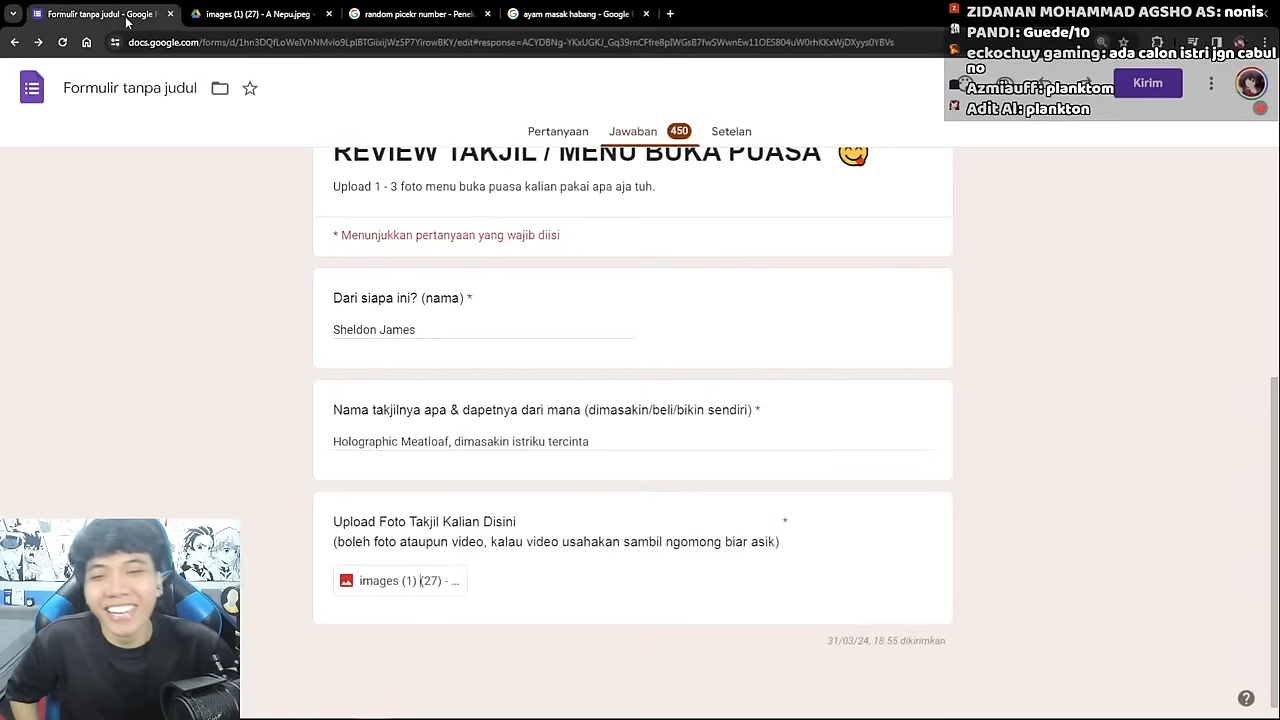 Formulir tanpa judul - Google
images (1) (27) - A Nepu.jpeg -
random picekr number - Pene
ayam masak habang - Google
docs.google.com/forms/d/1hn3DQfLoWeIVhNMvIo9LpIBTGiixijWz5P7YirowBKY/edit#response=ACYDBNg-YKxUGKJ_Gq39rnCFfre8pIWGsB7fwSWwnEw11OES804uW0rhKKxWjDXyys0YBVs
ZIDANAN MOHAMMAD AGSHO AS: nonis
PANDI: Guede/10
eckochuy gaming: ada calon istri jgn cabul
no
Azmiauff: planktom
Adit Al: plankton
Formulir tanpa judul
Kirim
Pertanyaan
Jawaban 450
Setelan
REVIEW TAKJIL / MENU BUKA PUASA 😋
Upload 1 - 3 foto menu buka puasa kalian pakai apa aja tuh.
* Menunjukkan pertanyaan yang wajib diisi
Dari siapa ini? (nama) *
Sheldon James
Nama takjilnya apa & dapetnya dari mana (dimasakin/beli/bikin sendiri) *
Holographic Meatloaf, dimasakin istriku tercinta
Upload Foto Takjil Kalian Disini *
(boleh foto ataupun video, kalau video usahakan sambil ngomong biar asik)
images (1) (27) - ...
31/03/24, 18.55 dikirimkan